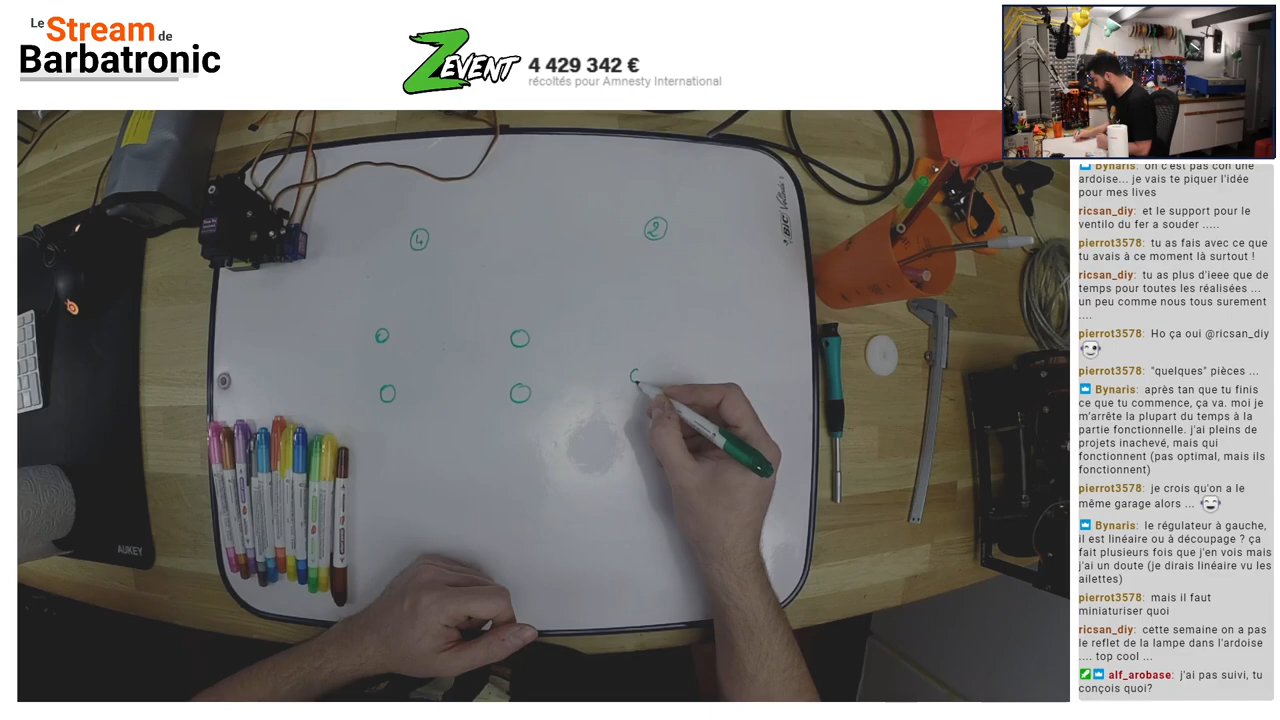 Le Stream de
Barbatronic
ZEVENT
4 429 342 €
récoltés pour Amnesty International
4
2
BIC Velleda
AUKEY
Bynaris: oh c'est pas con une
ardoise... je vais te piquer l'idée
pour mes lives
ricsan_diy: et le support pour le
ventilo du fer a souder .....
pierrot3578: tu as fais avec ce que
tu avais à ce moment là surtout !
ricsan_diy: tu as plus d'ieee que de
temps pour toutes les réalisées ...
un peu comme nous tous surement
....
pierrot3578: Ho ça oui @ricsan_diy
pierrot3578: "quelques" pièces ...
Bynaris: après tan que tu finis
ce que tu commence, ça va. moi je
m'arrête la plupart du temps à la
partie fonctionnelle. j'ai pleins de
projets inachevé, mais qui
fonctionnent (pas optimal, mais ils
fonctionnent)
pierrot3578: je crois qu'on a le
même garage alors ...
Bynaris: le régulateur à gauche,
il est linéaire ou à découpage ? ça
fait plusieurs fois que j'en vois mais
j'ai un doute (je dirais linéaire vu les
ailettes)
pierrot3578: mais il faut
miniaturiser quoi
ricsan_diy: cette semaine on a pas
le reflet de la lampe dans l'ardoise
.... top cool ...
alf_arobase: j'ai pas suivi, tu
conçois quoi?